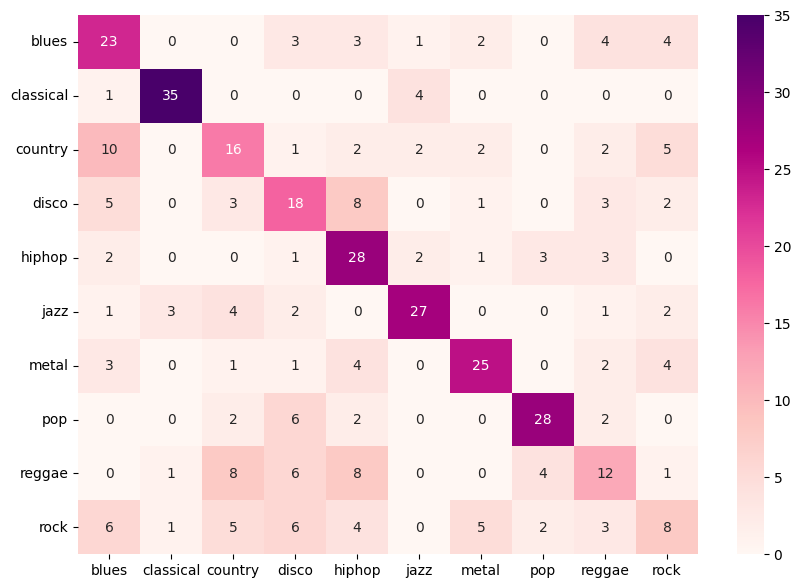 blues 23 0 0 3 3 1 2 0 4 4
classical 1 35 0 0 0 4 0 0 0 0
country 10 0 16 1 2 2 2 0 2 5
disco 5 0 3 18 8 0 1 0 3 2
hiphop 2 0 0 1 28 2 1 3 3 0
jazz 1 3 4 2 0 27 0 0 1 2
metal 3 0 1 1 4 0 25 0 2 4
pop 0 0 2 6 2 0 0 28 2 0
reggae 0 1 8 6 8 0 0 4 12 1
rock 6 1 5 6 4 0 5 2 3 8
blues classical country disco hiphop jazz metal pop reggae rock
35
30
25
20
15
10
5
0